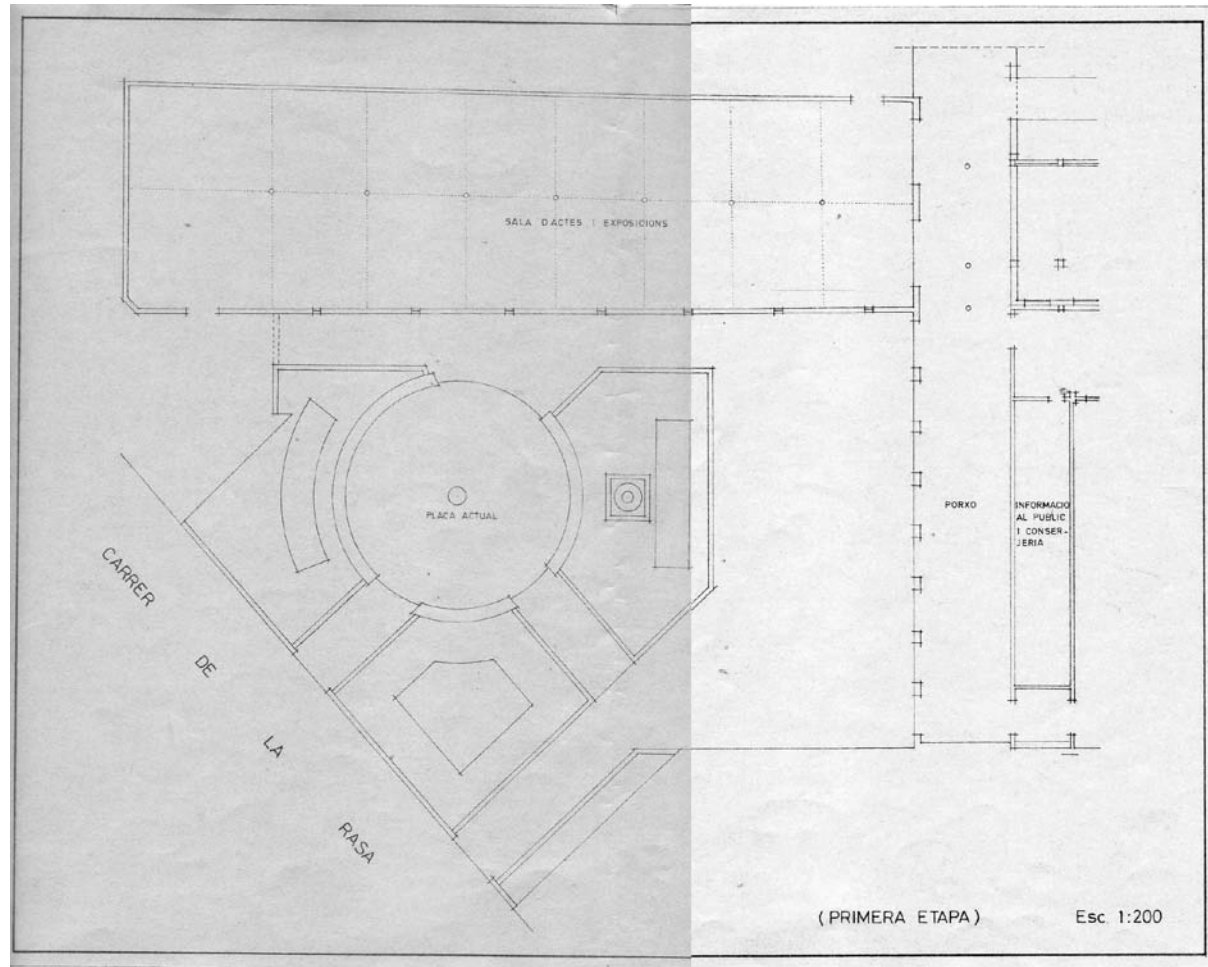 SALA D'ACTES I EXPOSICIONS
PLAÇA ACTUAL
PORXO
INFORMACIO
AL PUBLIC
I CONSER-
JERIA
CARRER
DE
LA
RASA
(PRIMERA ETAPA)
Esc. 1:200